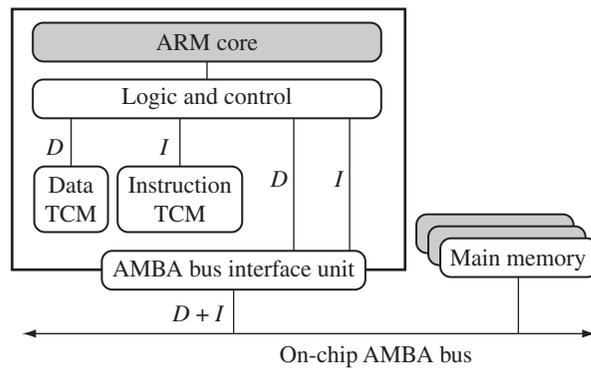 ARM core
Logic and control
D
I
D
I
Data
TCM
Instruction
TCM
Main memory
AMBA bus interface unit
D + I
On-chip AMBA bus